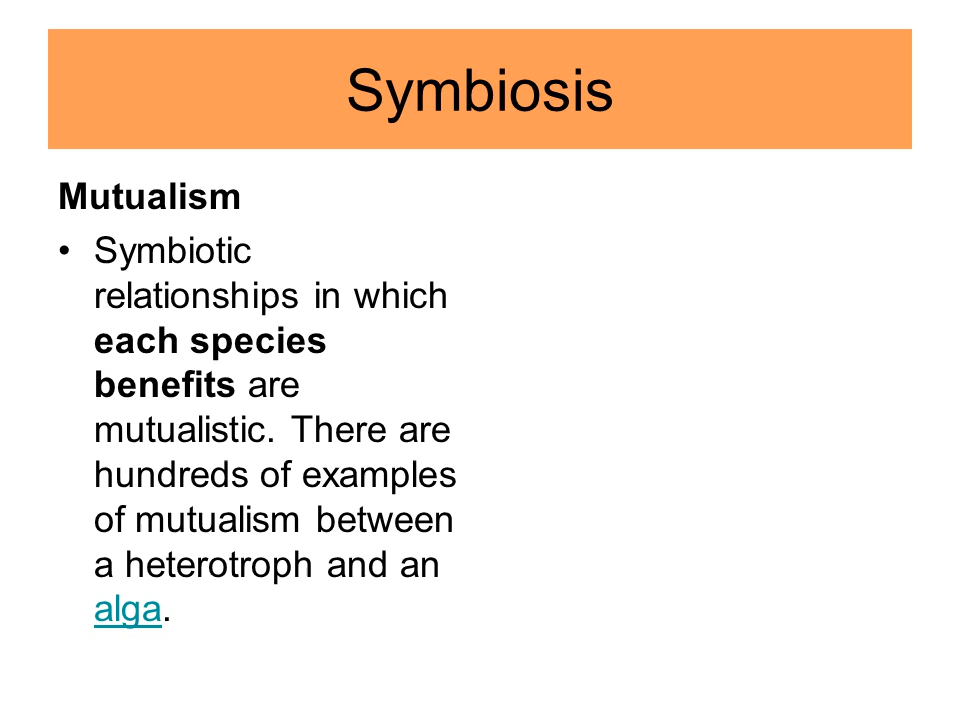 Symbiosis
Mutualism
• Symbiotic
relationships in which
each species
benefits are
mutualistic. There are
hundreds of examples
of mutualism between
a heterotroph and an
alga.